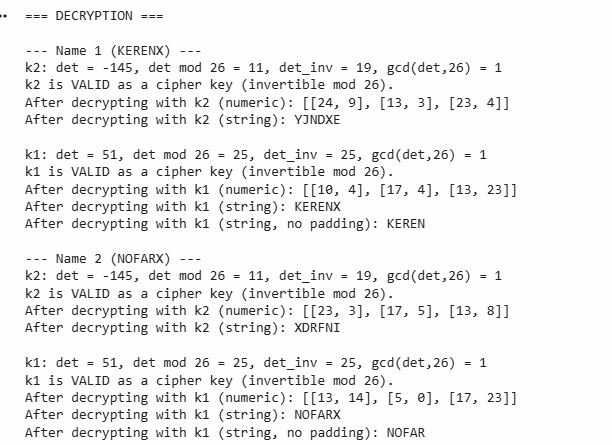 === DECRYPTION ===
--- Name 1 (KERENX) ---
k2: det = -145, det mod 26 = 11, det_inv = 19, gcd(det,26) = 1
k2 is VALID as a cipher key (invertible mod 26).
After decrypting with k2 (numeric): [[24, 9], [13, 3], [23, 4]]
After decrypting with k2 (string): YJNDXE
k1: det = 51, det mod 26 = 25, det_inv = 25, gcd(det,26) = 1
k1 is VALID as a cipher key (invertible mod 26).
After decrypting with k1 (numeric): [[10, 4], [17, 4], [13, 23]]
After decrypting with k1 (string): KERENX
After decrypting with k1 (string, no padding): KEREN
--- Name 2 (NOFARX) ---
k2: det = -145, det mod 26 = 11, det_inv = 19, gcd(det,26) = 1
k2 is VALID as a cipher key (invertible mod 26).
After decrypting with k2 (numeric): [[23, 3], [17, 5], [13, 8]]
After decrypting with k2 (string): XDRFNI
k1: det = 51, det mod 26 = 25, det_inv = 25, gcd(det,26) = 1
k1 is VALID as a cipher key (invertible mod 26).
After decrypting with k1 (numeric): [[13, 14], [5, 0], [17, 23]]
After decrypting with k1 (string): NOFARX
After decrypting with k1 (string, no padding): NOFAR